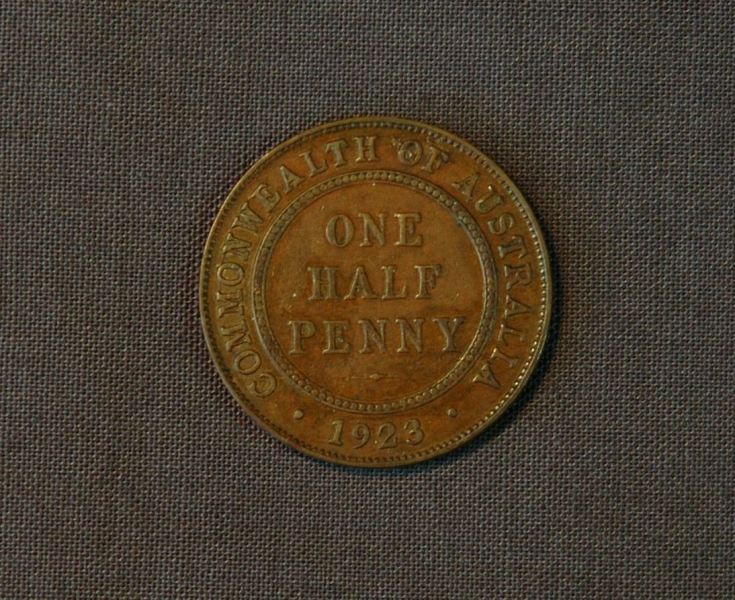 COMMONWEALTH OF AUSTRALIA
ONE
HALF
PENNY
· 1923 ·